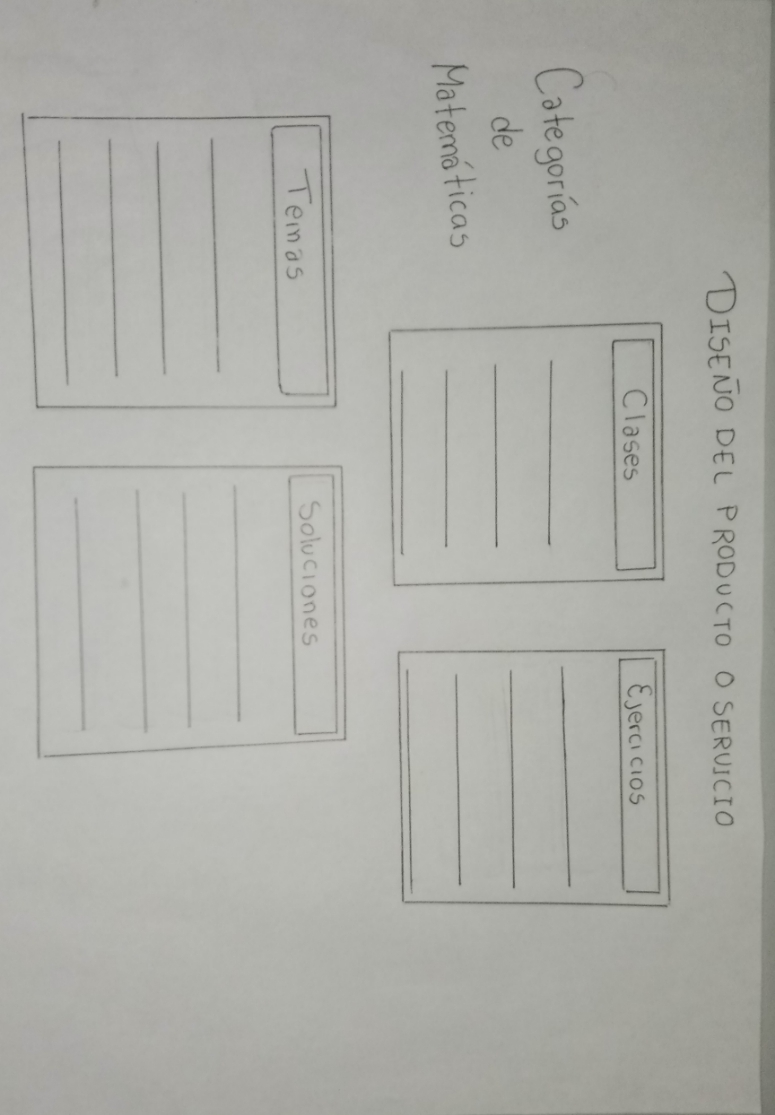 DISEÑO DEL PRODUCTO O SERVICIO
Categorías
de
Matemáticas
Clases
Ejercicios
Temas
Soluciones